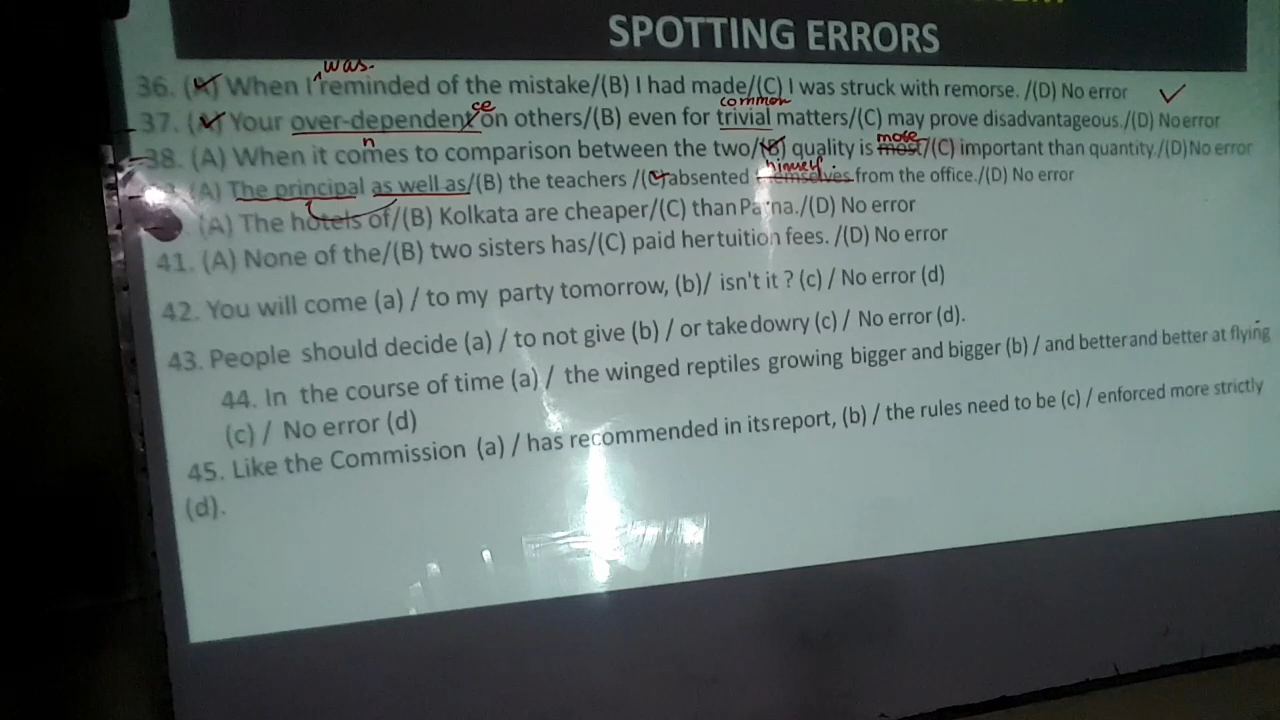 SPOTTING ERRORS
was.
36. (A) When I ^ reminded of the mistake/(B) I had made/(C) I was struck with remorse. /(D) No error ✓
ce common
37. (A) Your over-dependent on others/(B) even for trivial matters/(C) may prove disadvantageous./(D) No error
n more
38. (A) When it comes to comparison between the two/(B) quality is most/(C) important than quantity./(D) No error
himself
(A) The principal as well as/(B) the teachers /(C) absented themselves from the office./(D) No error
(A) The hotels of/(B) Kolkata are cheaper/(C) than Patna./(D) No error
41. (A) None of the/(B) two sisters has/(C) paid her tuition fees. /(D) No error
42. You will come (a) / to my party tomorrow, (b)/ isn't it ? (c) / No error (d)
43. People should decide (a) / to not give (b) / or take dowry (c) / No error (d).
44. In the course of time (a) / the winged reptiles growing bigger and bigger (b) / and better and better at flying
(c) / No error (d)
45. Like the Commission (a) / has recommended in its report, (b) / the rules need to be (c) / enforced more strictly
(d).